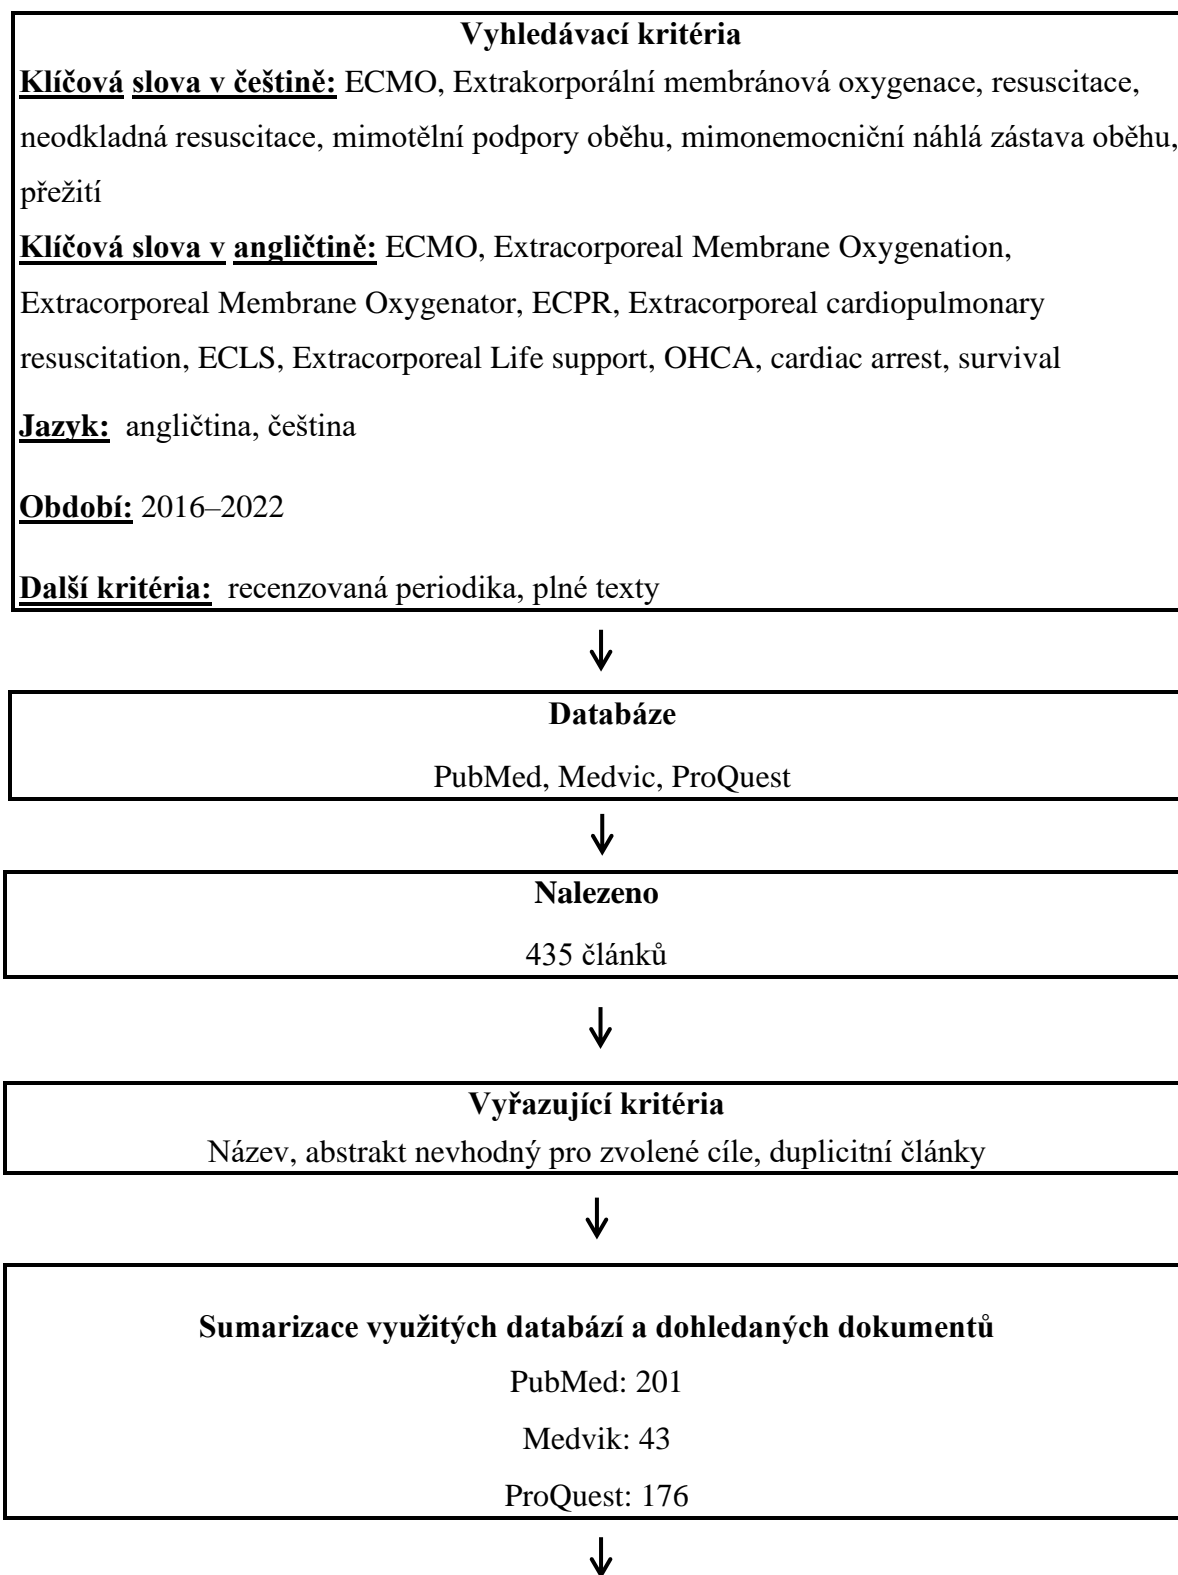 Vyhledávací kritéria
Klíčová slova v češtině: ECMO, Extrakorporální membránová oxygenace, resuscitace,
neodkladná resuscitace, mimotělní podpory oběhu, mimonemocniční náhlá zástava oběhu,
přežití
Klíčová slova v angličtině: ECMO, Extracorporeal Membrane Oxygenation,
Extracorporeal Membrane Oxygenator, ECPR, Extracorporeal cardiopulmonary
resuscitation, ECLS, Extracorporeal Life support, OHCA, cardiac arrest, survival
Jazyk: angličtina, čeština
Období: 2016–2022
Další kritéria: recenzovaná periodika, plné texty
Databáze
PubMed, Medvic, ProQuest
Nalezeno
435 článků
Vyřazující kritéria
Název, abstrakt nevhodný pro zvolené cíle, duplicitní články
Sumarizace využitých databází a dohledaných dokumentů
PubMed: 201
Medvik: 43
ProQuest: 176